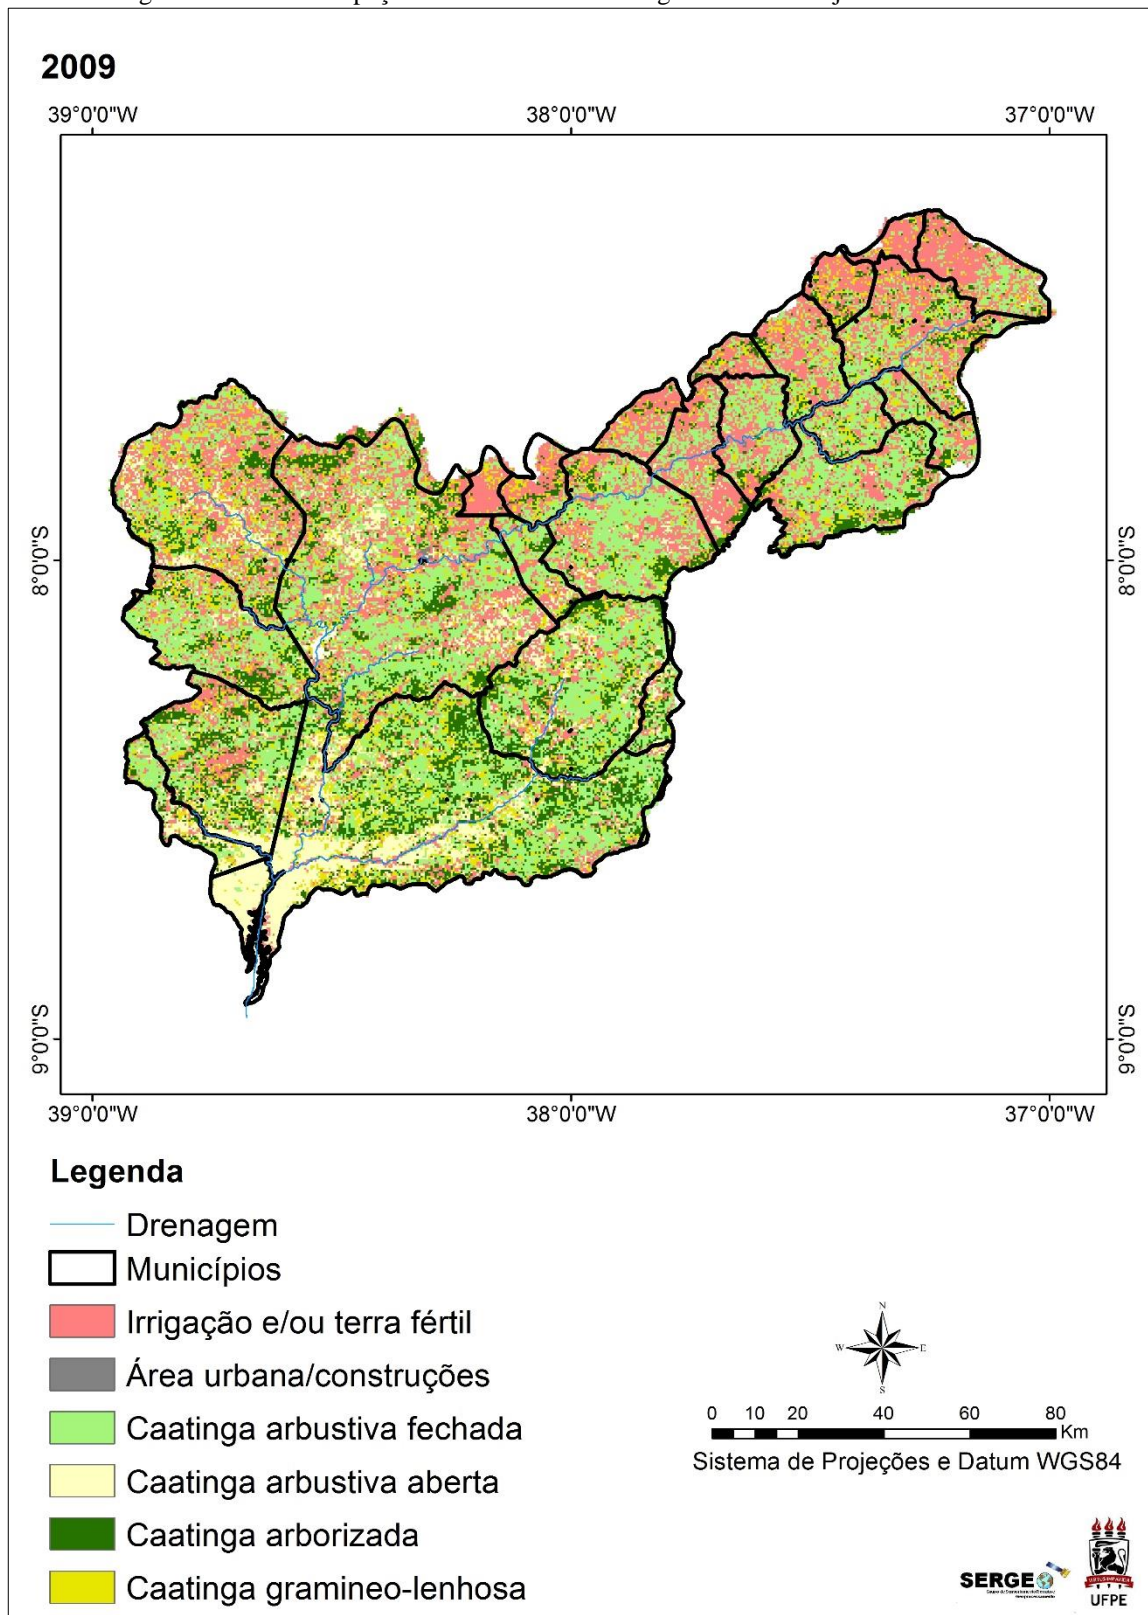 2009
39°0'0"W 38°0'0"W 37°0'0"W
8°0'0"S 8°0'0"S
9°0'0"S 9°0'0"S
39°0'0"W 38°0'0"W 37°0'0"W
Legenda
Drenagem
Municípios
Irrigação e/ou terra fértil
Área urbana/construções
Caatinga arbustiva fechada
Caatinga arbustiva aberta
Caatinga arborizada
Caatinga gramineo-lenhosa
N
W E
S
0 10 20 40 60 80
Km
Sistema de Projeções e Datum WGS84
SERGEO
UFPE